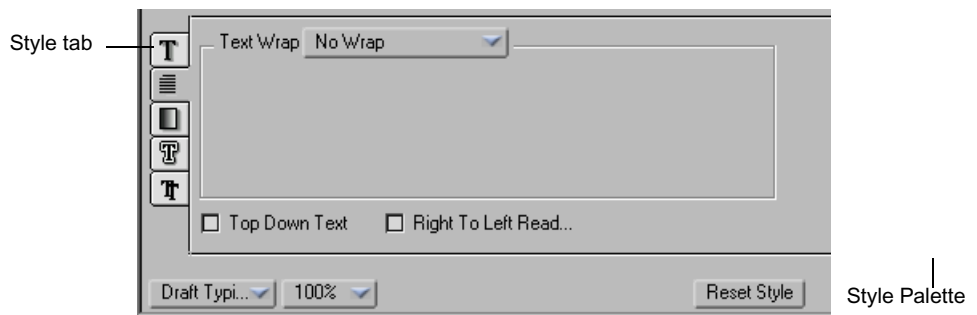 Style tab
T
Text Wrap No Wrap
T
Tt
Top Down Text Right To Left Read...
Draft Typi... 100% Reset Style
Style Palette